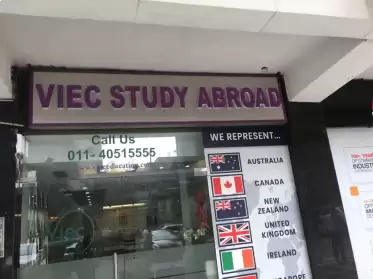 VIEC STUDY ABROAD
Call Us
011- 40515555
WE REPRESENT...
AUSTRALIA
CANADA
NEW
ZEALAND
UNITED
KINGDOM
IRELAND